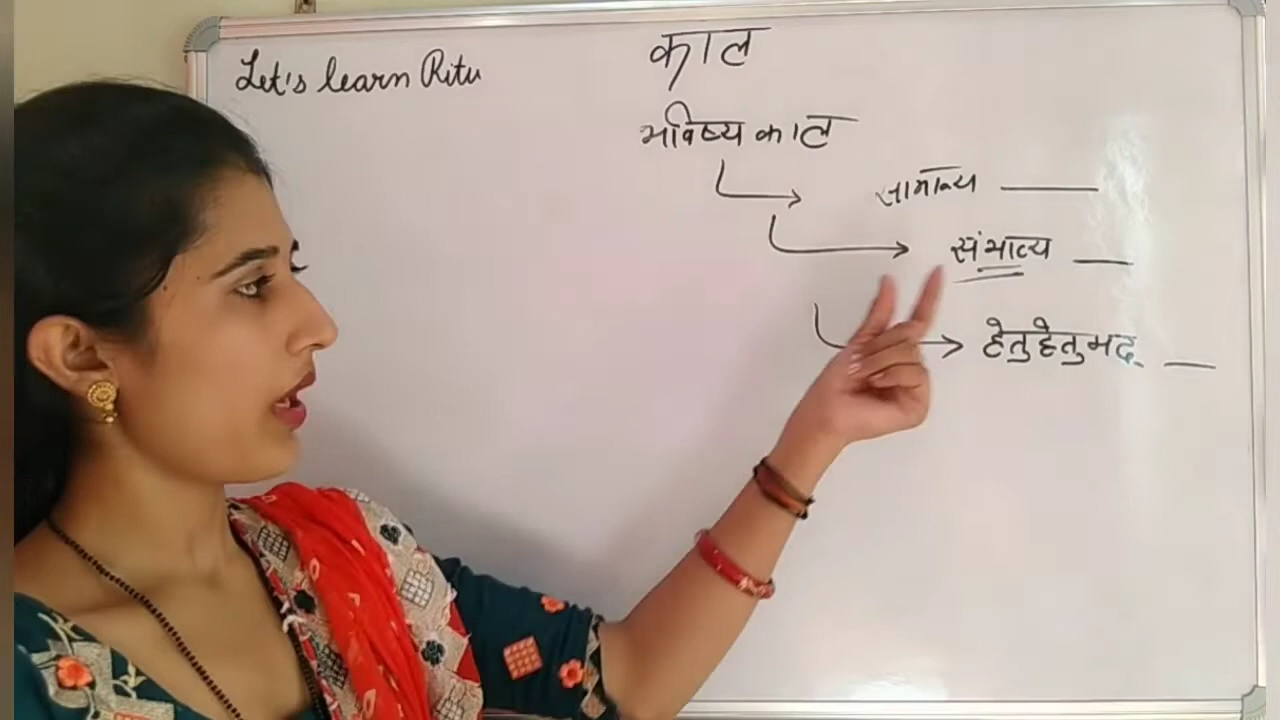 Let's learn Ritu
काल
भविष्य काल
सामान्य
संभाव्य
हेतुहेतुमद्